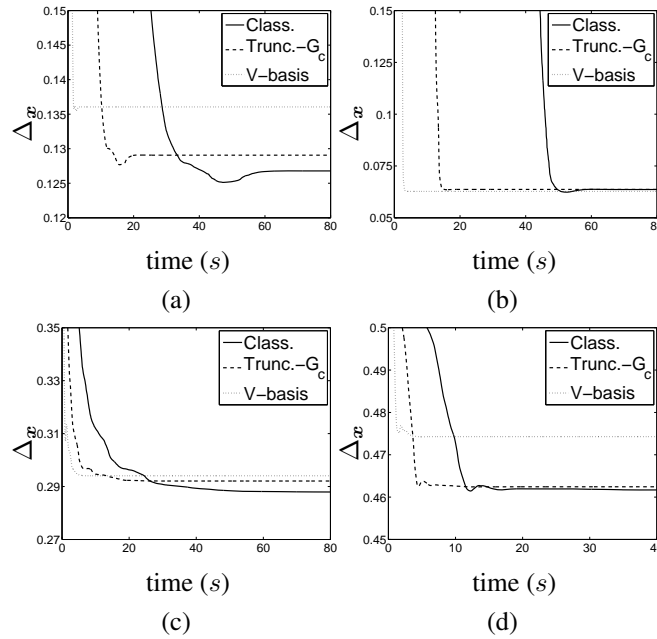 0.15
0.145
0.14
0.135
0.13
0.125
0.12
Δx
0 20 40 60 80
Class.
Trunc.-Gc
V-basis
time (s)
(a)
0.15
0.125
0.1
0.075
0.05
Δx
0 20 40 60 80
Class.
Trunc.-Gc
V-basis
time (s)
(b)
0.35
0.33
0.31
0.29
0.27
Δx
0 20 40 60 80
Class.
Trunc.-Gc
V-basis
time (s)
(c)
0.5
0.49
0.48
0.47
0.46
0.45
Δx
0 10 20 30 40
Class.
Trunc.-Gc
V-basis
time (s)
(d)